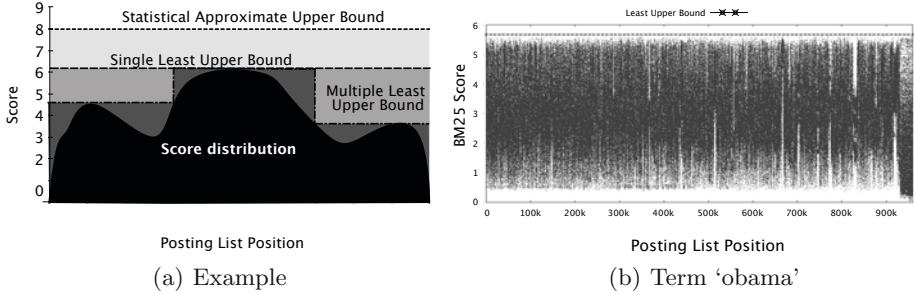 9
Statistical Approximate Upper Bound
8
7
Single Least Upper Bound
6
5
Multiple Least
Upper Bound
4
3
Score distribution
2
1
0
Score
Posting List Position
(a) Example
Least Upper Bound
6
5
4
3
2
1
0
BM25 Score
0 100k 200k 300k 400k 500k 600k 700k 800k 900k
Posting List Position
(b) Term ‘obama’